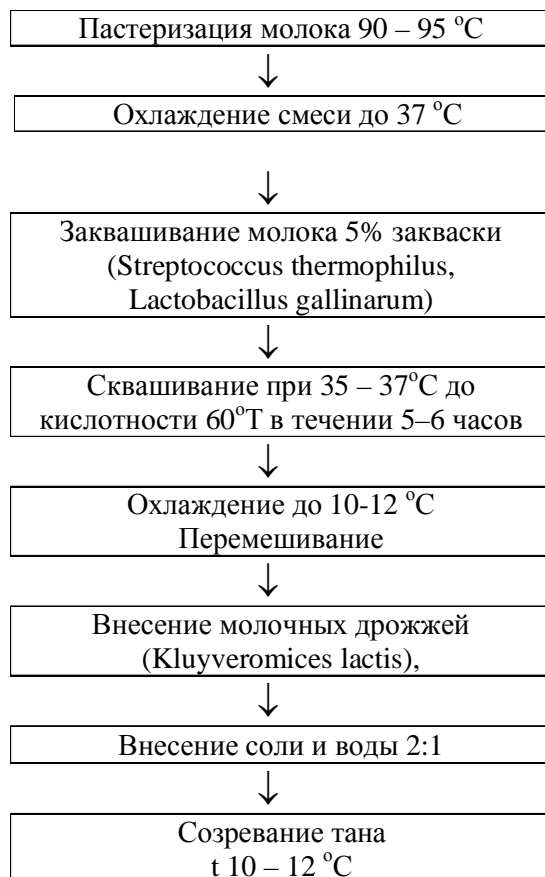 Пастеризация молока 90 – 95 °С
↓
Охлаждение смеси до 37 °С
↓
Заквашивание молока 5% закваски
(Streptococcus thermophilus,
Lactobacillus gallinarum)
↓
Сквашивание при 35 – 37°С до
кислотности 60°Т в течении 5–6 часов
↓
Охлаждение до 10-12 °С
Перемешивание
↓
Внесение молочных дрожжей
(Kluyveromices lactis),
↓
Внесение соли и воды 2:1
↓
Созревание тана
t 10 – 12 °С